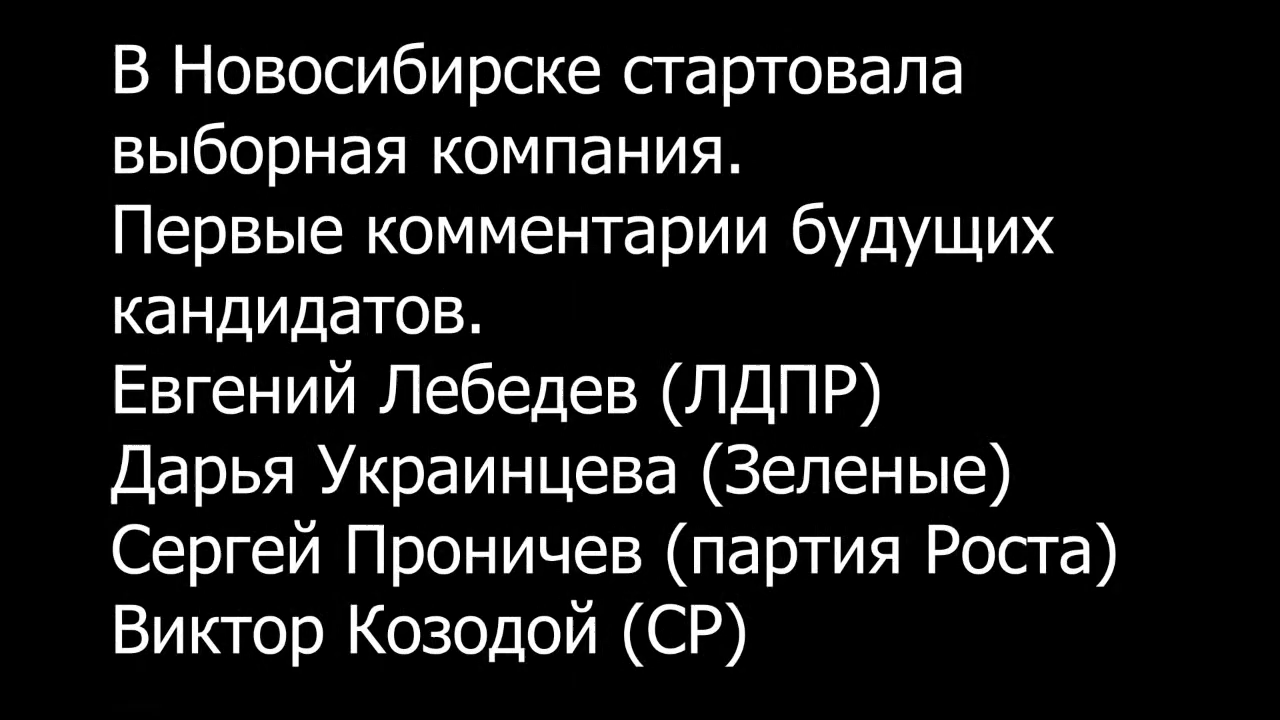 В Новосибирске стартовала
выборная компания.
Первые комментарии будущих
кандидатов.
Евгений Лебедев (ЛДПР)
Дарья Украинцева (Зеленые)
Сергей Проничев (партия Роста)
Виктор Козодой (СР)